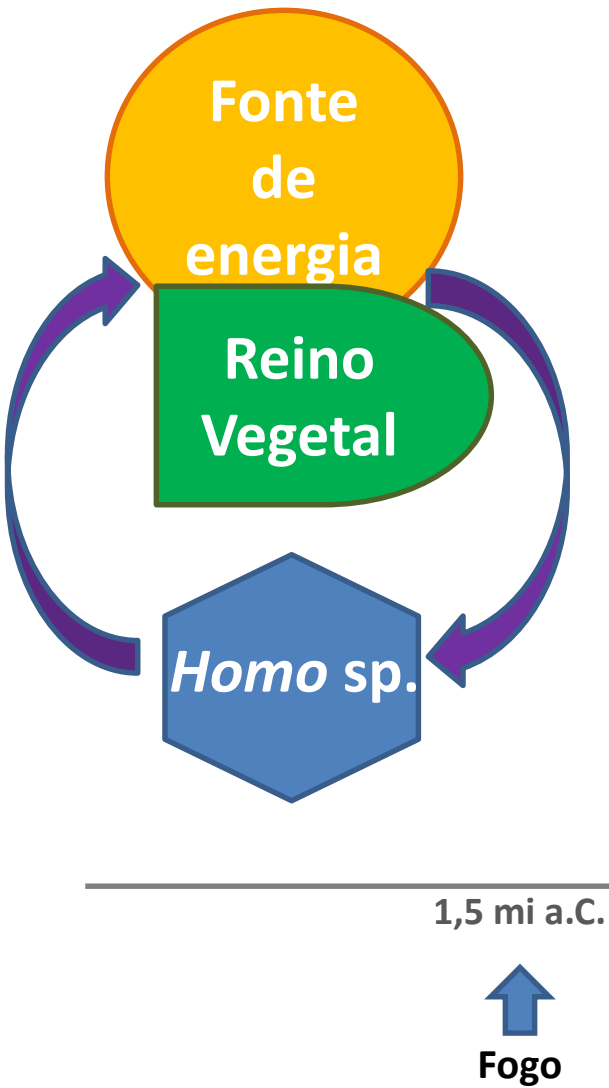 Fonte
de
energia
Reino
Vegetal
Homo sp.
1,5 mi a.C.
Fogo